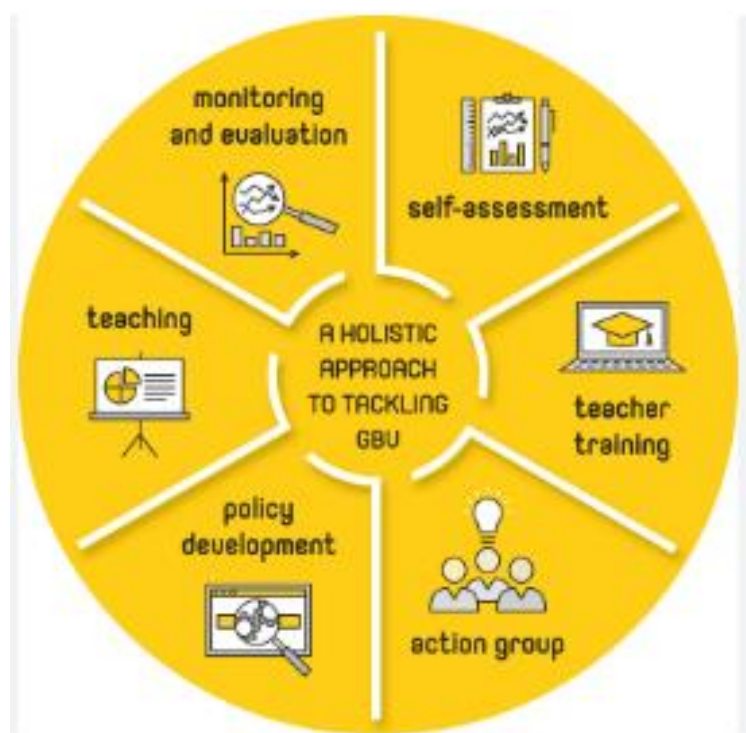 monitoring
and evaluation
self-assessment
teaching
A HOLISTIC
APPROACH
TO TACKLING
GBV
teacher
training
policy
development
action group